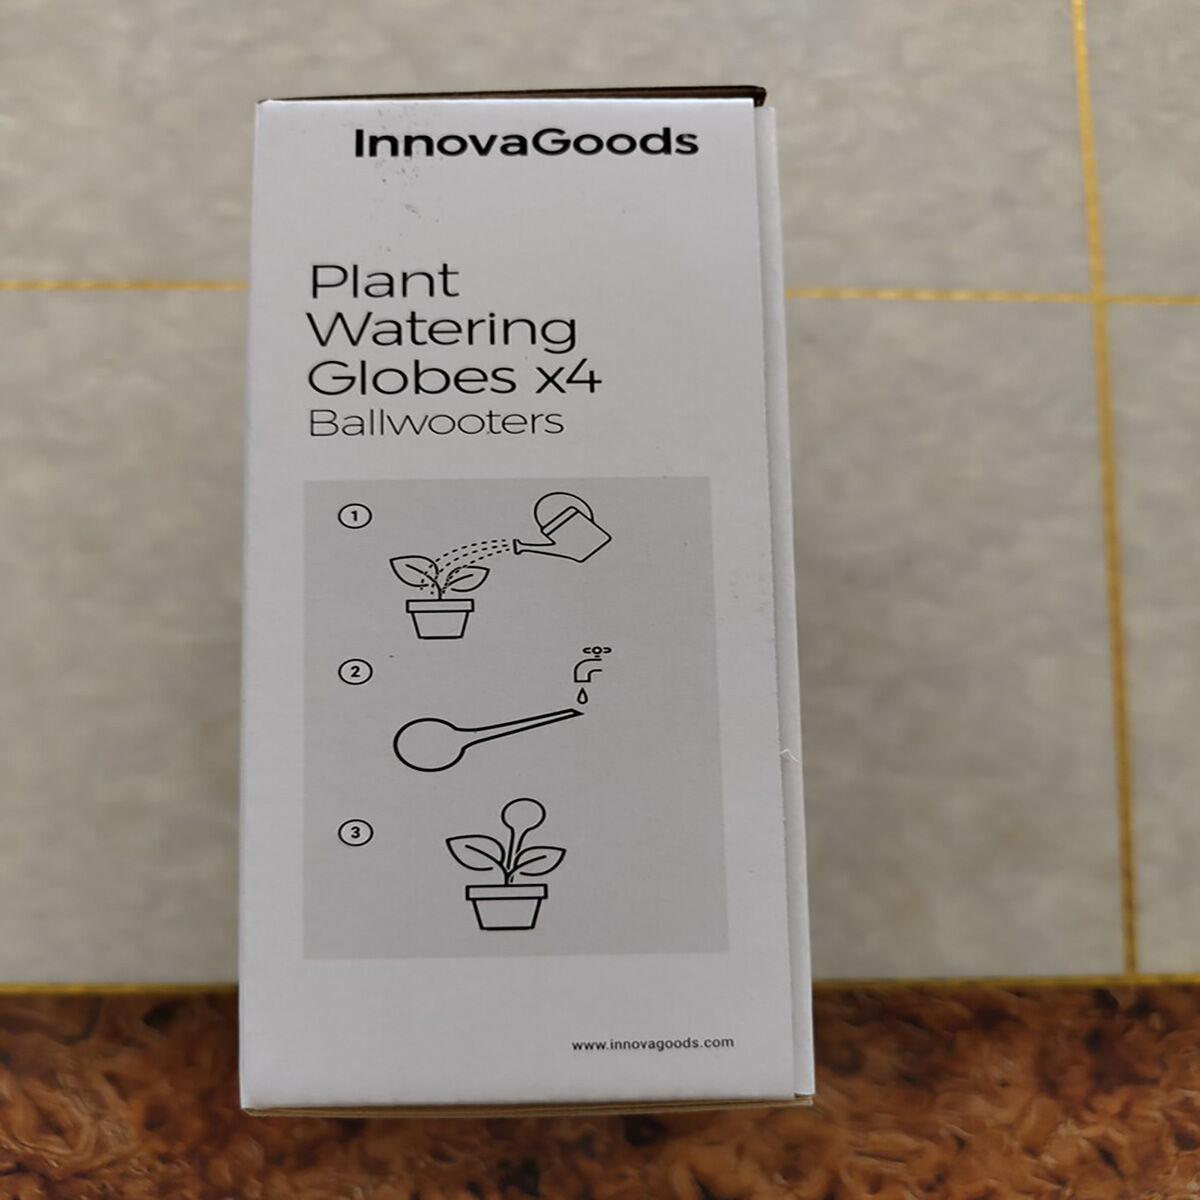 InnovaGoods
Plant
Watering
Globes x4
Ballwooters
1
2
3
www.innovagoods.com